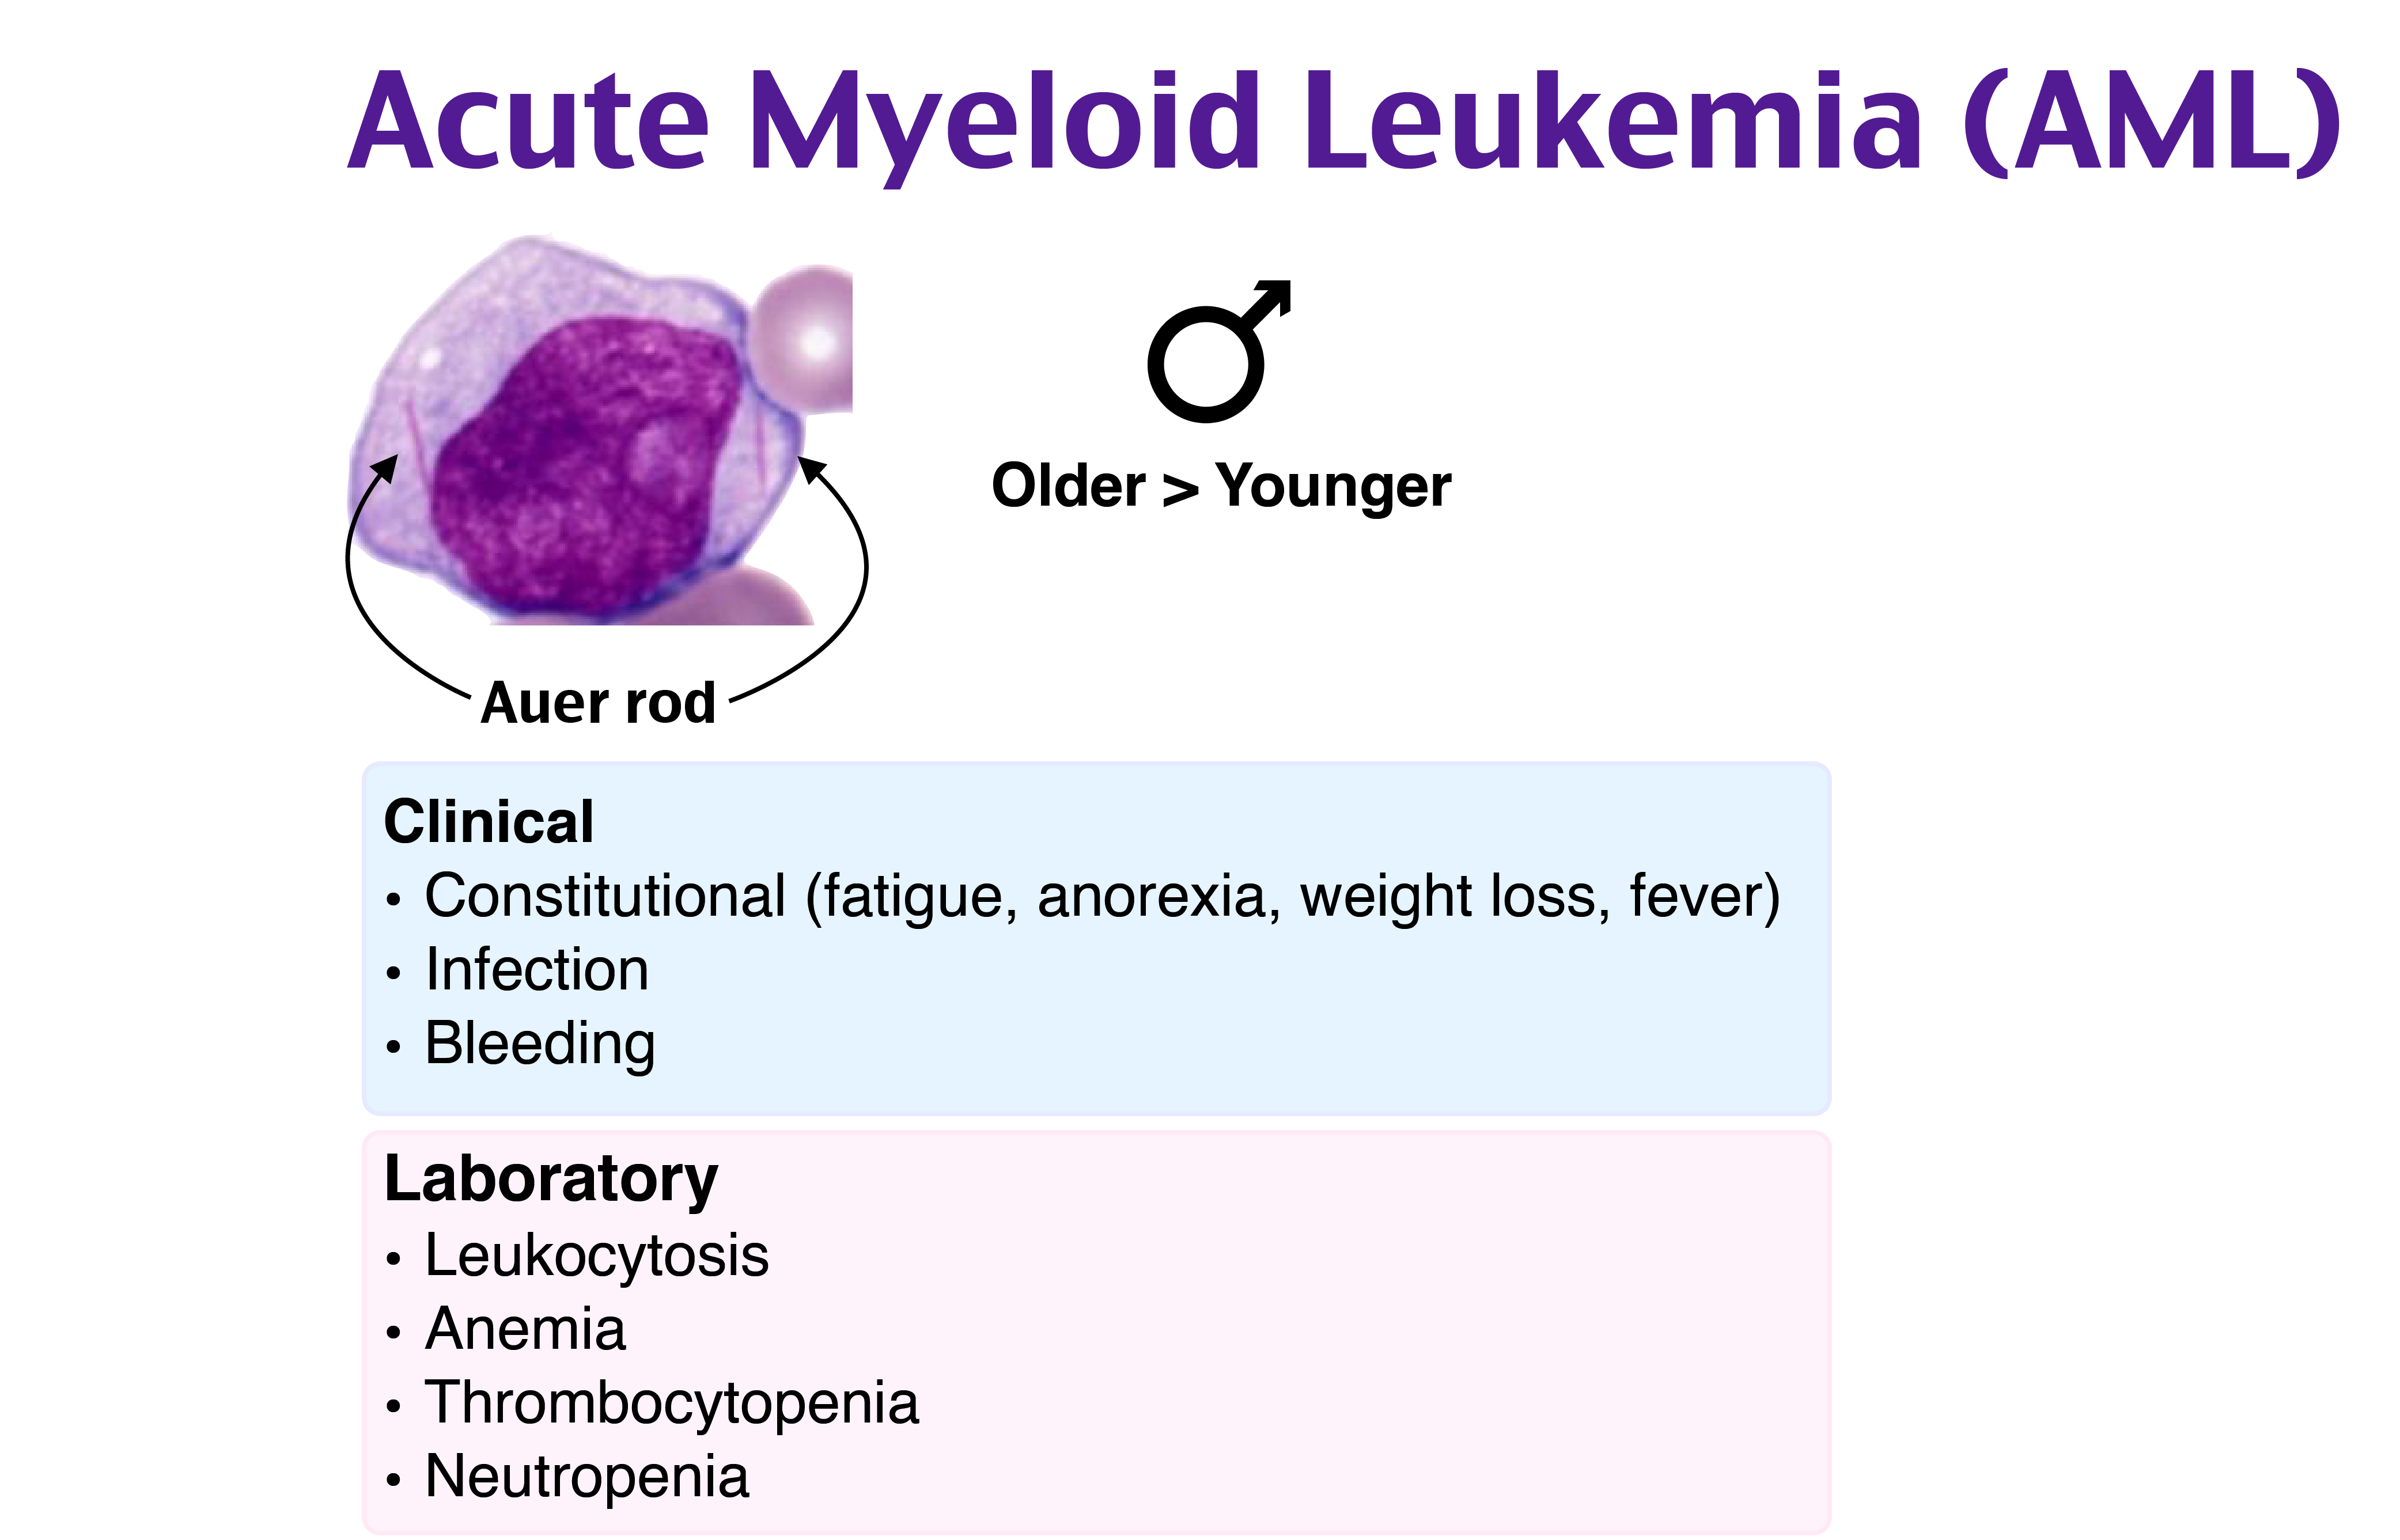 Acute Myeloid Leukemia (AML)
Older > Younger
Auer rod
Clinical
• Constitutional (fatigue, anorexia, weight loss, fever)
• Infection
• Bleeding
Laboratory
• Leukocytosis
• Anemia
• Thrombocytopenia
• Neutropenia